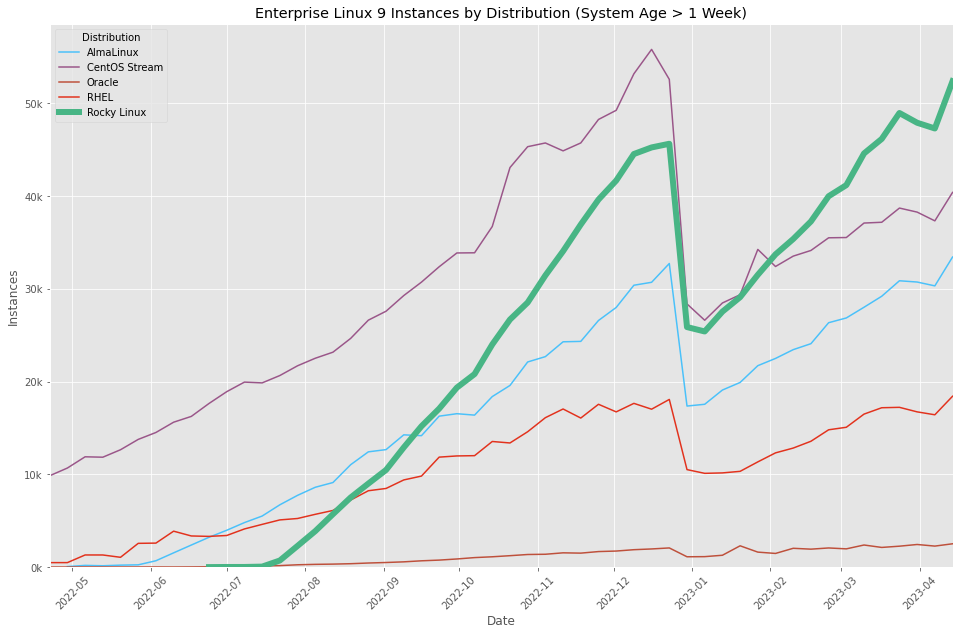 Enterprise Linux 9 Instances by Distribution (System Age > 1 Week)
Distribution
AlmaLinux
CentOS Stream
Oracle
RHEL
Rocky Linux
50k
40k
30k
20k
10k
0k
Instances
2022-05
2022-06
2022-07
2022-08
2022-09
2022-10
2022-11
2022-12
2023-01
2023-02
2023-03
2023-04
Date